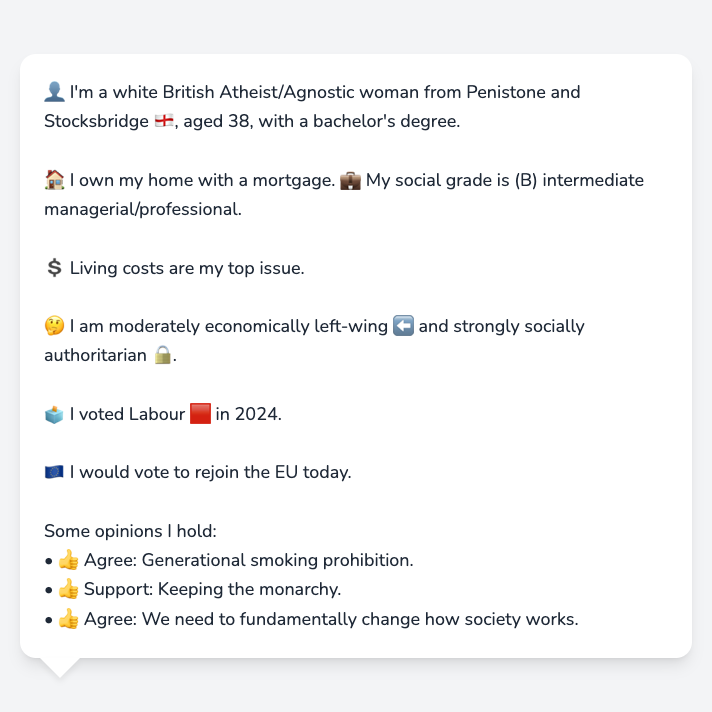 👤 I'm a white British Atheist/Agnostic woman from Penistone and
Stocksbridge 🏴󠁧󠁢󠁥󠁮󠁧󠁿, aged 38, with a bachelor's degree.
🏠 I own my home with a mortgage. 💼 My social grade is (B) intermediate
managerial/professional.
💲 Living costs are my top issue.
🤔 I am moderately economically left-wing ⬅️ and strongly socially
authoritarian 🔒.
🗳️ I voted Labour 🟥 in 2024.
🇪🇺 I would vote to rejoin the EU today.
Some opinions I hold:
• 👍 Agree: Generational smoking prohibition.
• 👍 Support: Keeping the monarchy.
• 👍 Agree: We need to fundamentally change how society works.